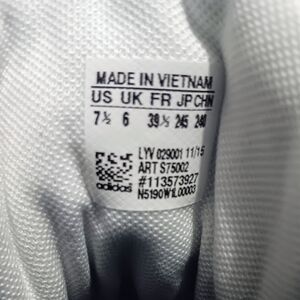 MADE IN VIETNAM
US UK FR JP CHN
7½ 6 39⅓ 245 240
LYV 029001 11/15
ART S75002
#113573927
adidas N5190W1L00003